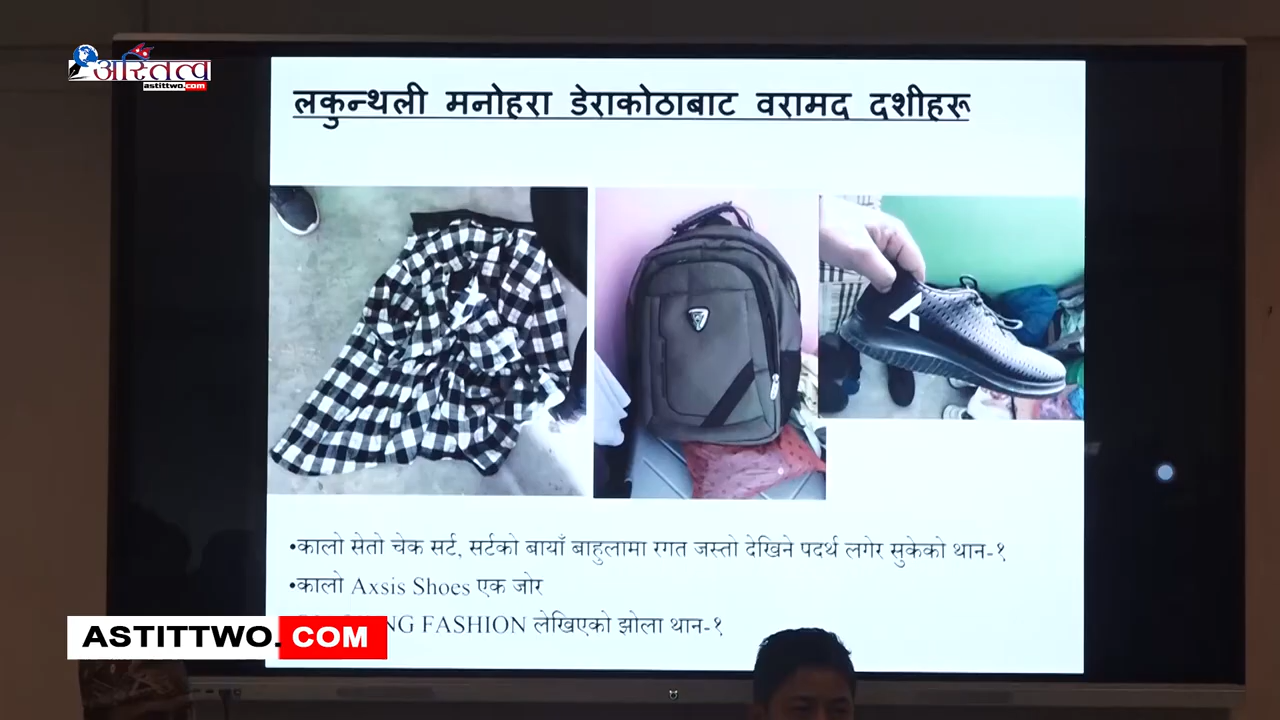 अस्तित्व
astittwo.com
लकुन्थली मनोहरा डेराकोठाबाट वरामद दशीहरू
•कालो सेतो चेक सर्ट, सर्टको बायाँ बाहुलामा रगत जस्तो देखिने पदर्थ लगेर सुकेको थान-१
•कालो Axsis Shoes एक जोर
FASHION लेखिएको झोला थान-१
ASTITTWO.COM